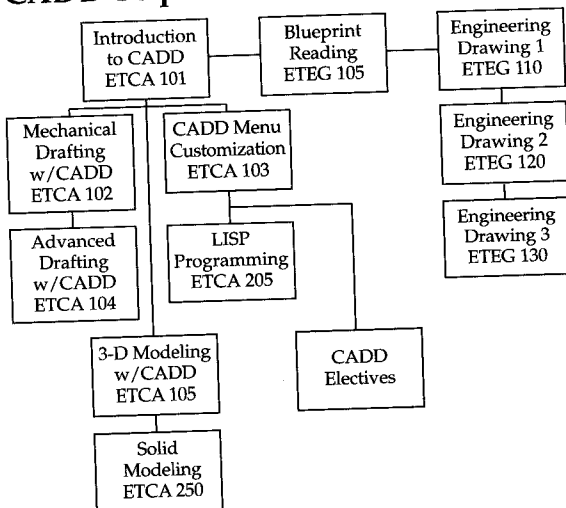 Introduction
to CADD
ETCA 101
Blueprint
Reading
ETEG 105
Engineering
Drawing 1
ETEG 110
Mechanical
Drafting
w/CADD
ETCA 102
CADD Menu
Customization
ETCA 103
Engineering
Drawing 2
ETEG 120
Advanced
Drafting
w/CADD
ETCA 104
LISP
Programming
ETCA 205
Engineering
Drawing 3
ETEG 130
3-D Modeling
w/CADD
ETCA 105
CADD
Electives
Solid
Modeling
ETCA 250